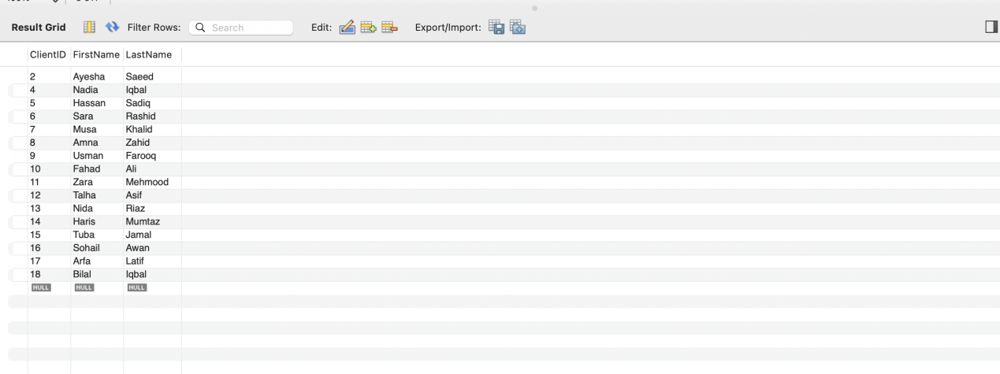 Result Grid Filter Rows: Search Edit: Export/Import:
ClientID FirstName LastName
2 Ayesha Saeed
4 Nadia Iqbal
5 Hassan Sadiq
6 Sara Rashid
7 Musa Khalid
8 Amna Zahid
9 Usman Farooq
10 Fahad Ali
11 Zara Mehmood
12 Talha Asif
13 Nida Riaz
14 Haris Mumtaz
15 Tuba Jamal
16 Sohail Awan
17 Arfa Latif
18 Bilal Iqbal
NULL NULL NULL